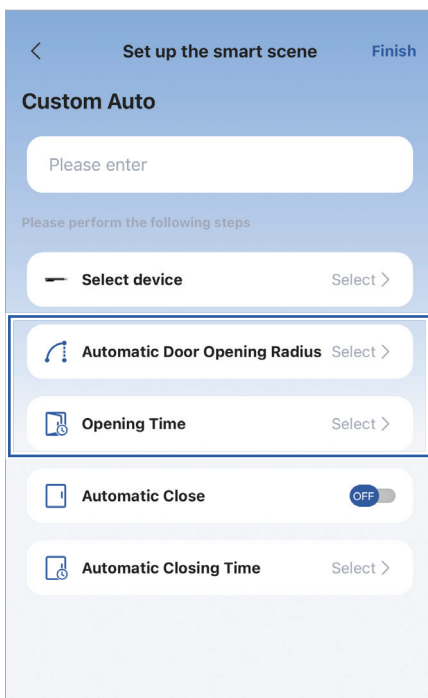 Set up the smart scene Finish
Custom Auto
Please enter
Please perform the following steps
Select device Select >
Automatic Door Opening Radius Select >
Opening Time Select >
Automatic Close OFF
Automatic Closing Time Select >